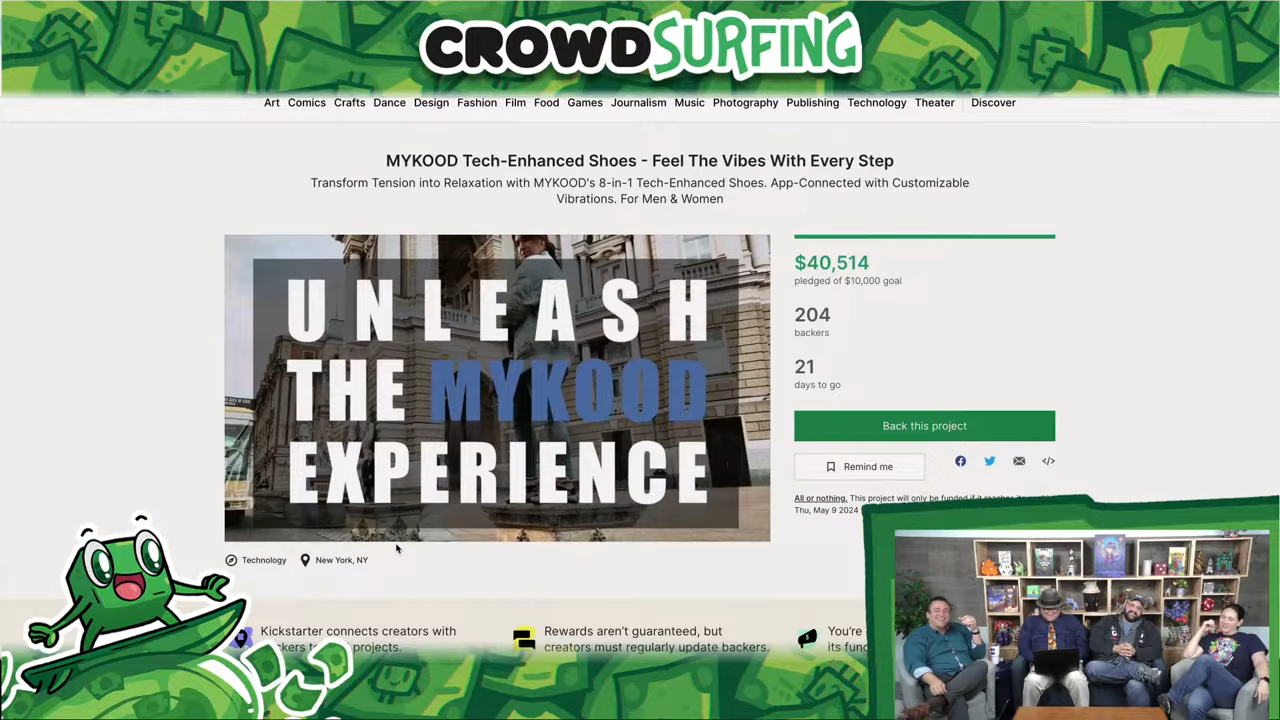 CROWDSURFING
Art Comics Crafts Dance Design Fashion Film Food Games Journalism Music Photography Publishing Technology Theater Discover
MYKOOD Tech-Enhanced Shoes - Feel The Vibes With Every Step
Transform Tension into Relaxation with MYKOOD's 8-in-1 Tech-Enhanced Shoes. App-Connected with Customizable
Vibrations. For Men & Women
UNLEASH
THE MYKOOD
EXPERIENCE
$40,514
pledged of $10,000 goal
204
backers
21
days to go
Back this project
Remind me
All or nothing. This project will only be funded if it
Thu, May 9 2024
Technology New York, NY
Kickstarter connects creators with
projects.
Rewards aren't guaranteed, but
creators must regularly update backers.
You're
its